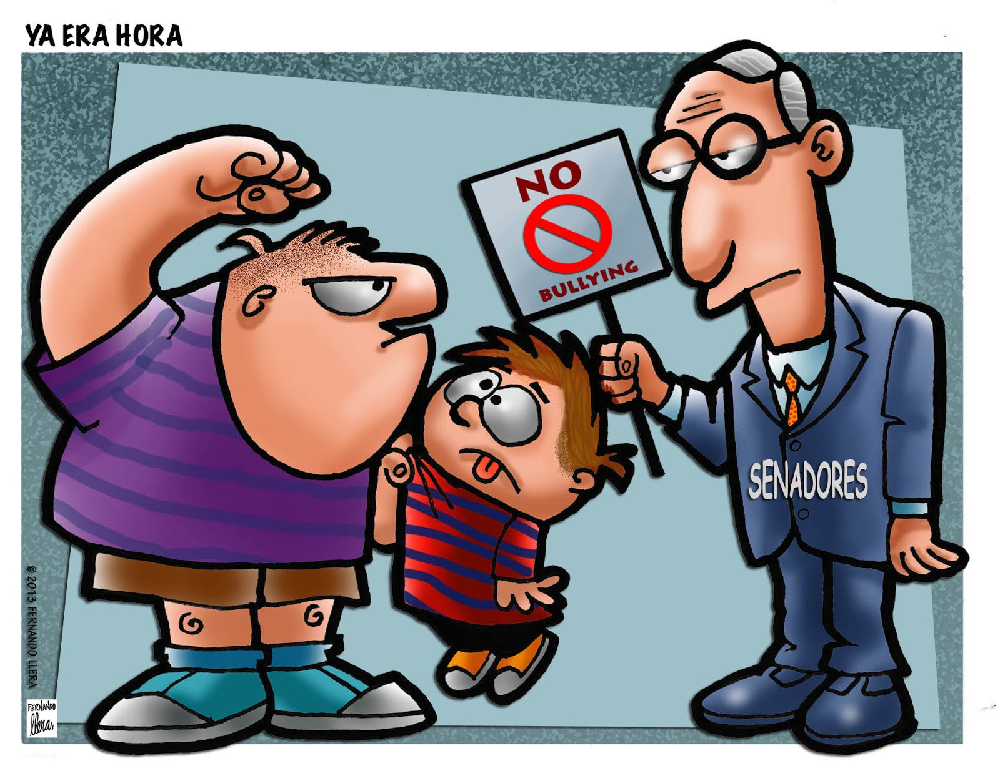 YA ERA HORA
NO
BULLYING
SENADORES
© 2013 FERNANDO LLERA
FERNANDO
llera,